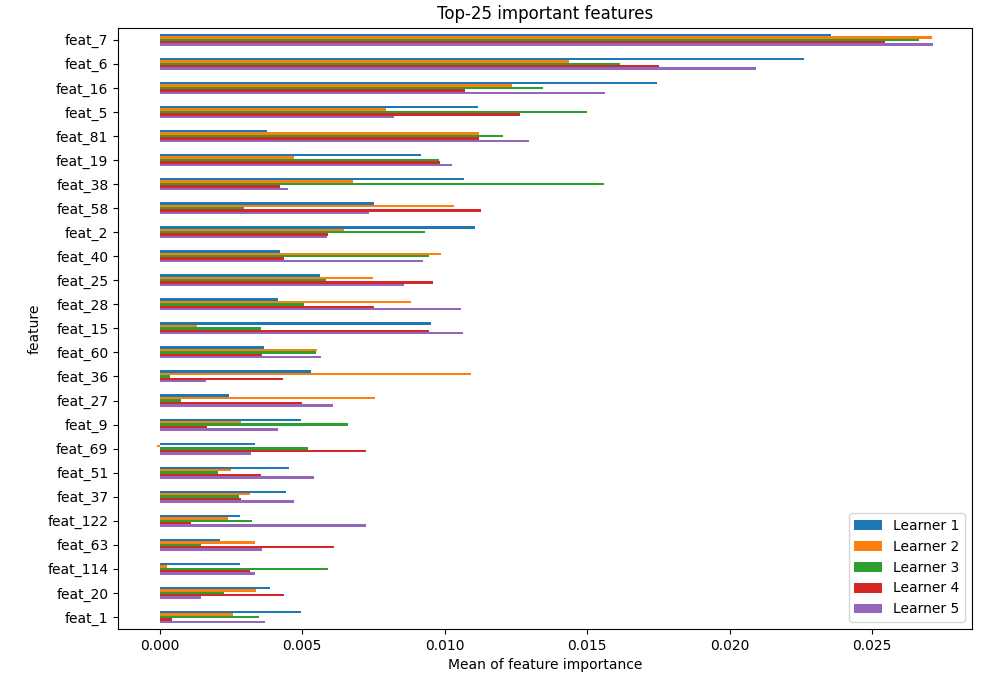 Top-25 important features
feature
feat_7
feat_6
feat_16
feat_5
feat_81
feat_19
feat_38
feat_58
feat_2
feat_40
feat_25
feat_28
feat_15
feat_60
feat_36
feat_27
feat_9
feat_69
feat_51
feat_37
feat_122
feat_63
feat_114
feat_20
feat_1
Learner 1
Learner 2
Learner 3
Learner 4
Learner 5
0.000 0.005 0.010 0.015 0.020 0.025
Mean of feature importance